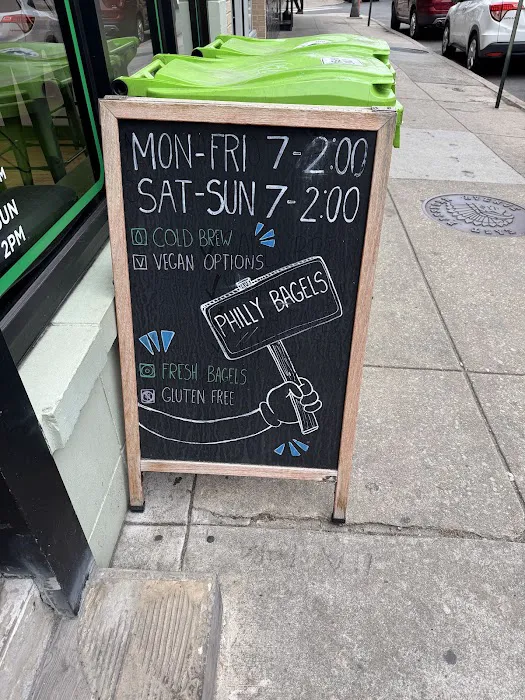 MON-FRI 7-2:00
SAT-SUN 7-2:00
COLD BREW
V VEGAN OPTIONS
PHILLY BAGELS
FRESH BAGELS
GLUTEN FREE
UN
2PM